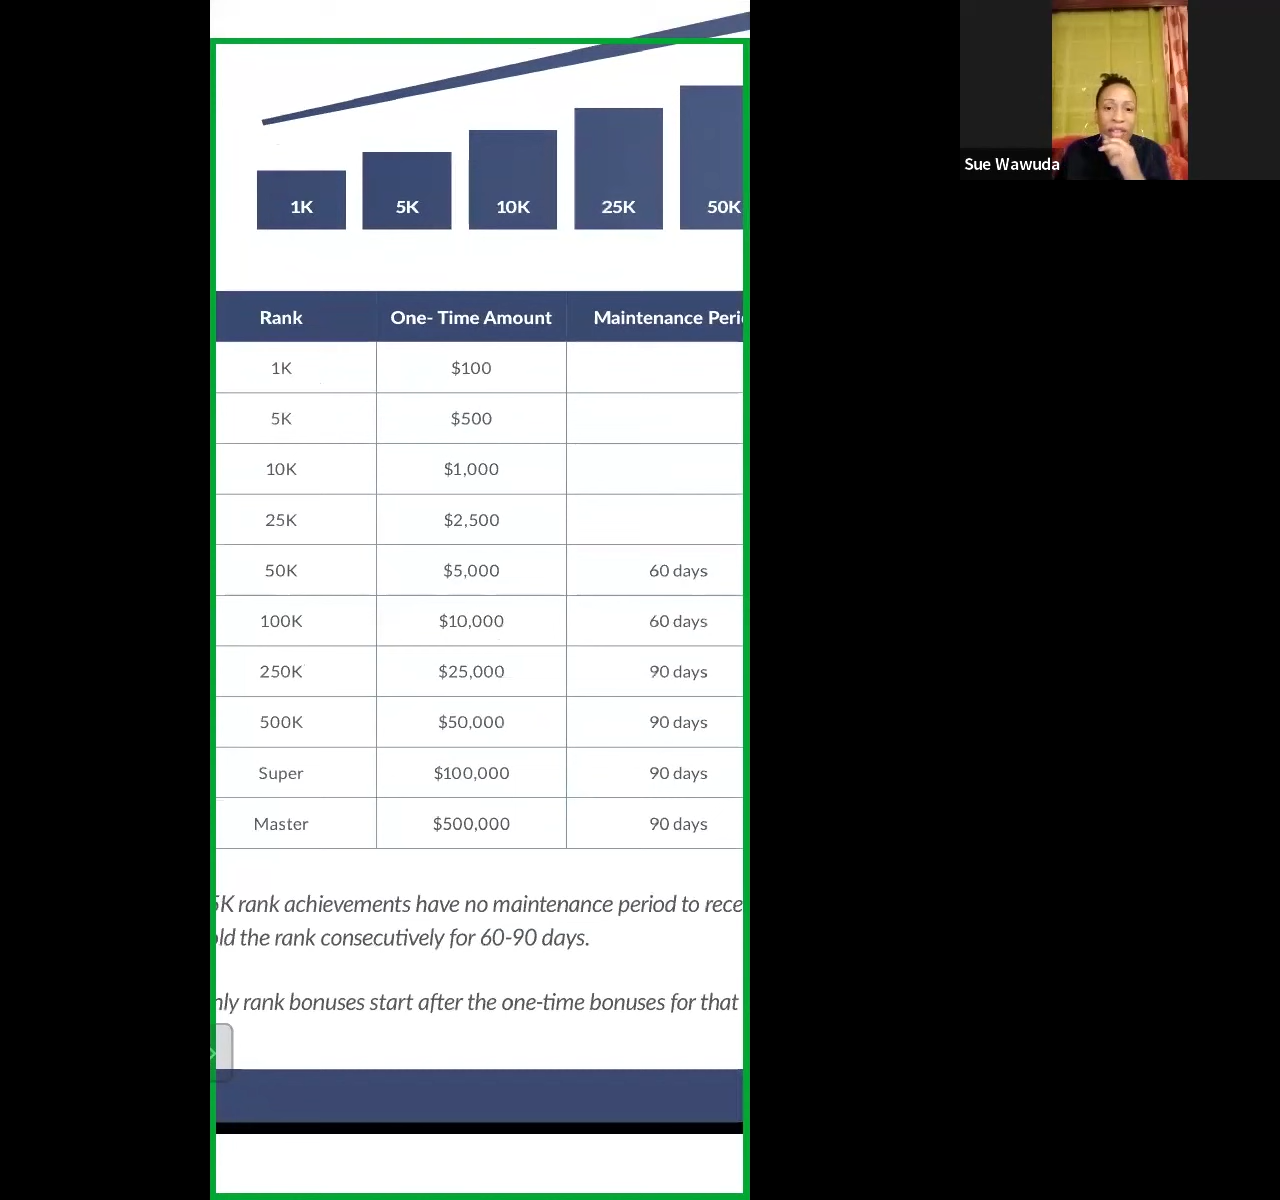 Sue Wawuda
1K 5K 10K 25K 50K
Rank One- Time Amount Maintenance
1K $100
5K $500
10K $1,000
25K $2,500
50K $5,000 60 days
100K $10,000 60 days
250K $25,000 90 days
500K $50,000 90 days
Super $100,000 90 days
Master $500,000 90 days
5K rank achievements have no maintenance period to
the rank consecutively for 60-90 days.
rank bonuses start after the one-time bonuses for that